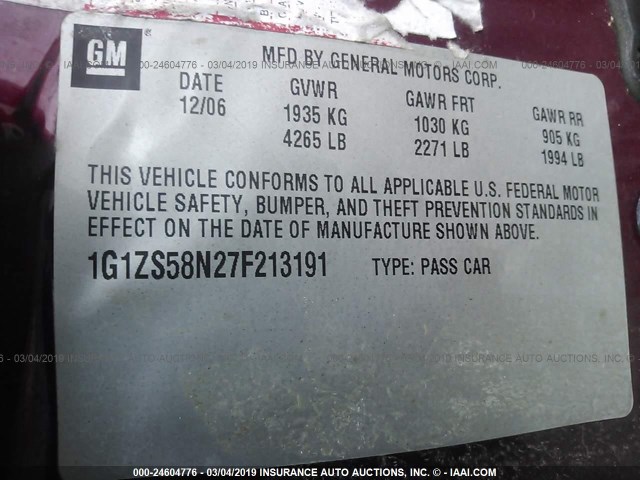 GM
MFD BY GENERAL MOTORS CORP.
DATE GVWR GAWR FRT GAWR RR
12/06 1935 KG 1030 KG 905 KG
4265 LB 2271 LB 1994 LB
THIS VEHICLE CONFORMS TO ALL APPLICABLE U.S. FEDERAL MOTOR
VEHICLE SAFETY, BUMPER, AND THEFT PREVENTION STANDARDS IN
EFFECT ON THE DATE OF MANUFACTURE SHOWN ABOVE.
1G1ZS58N27F213191 TYPE: PASS CAR
000-24604776 - 03/04/2019 INSURANCE AUTO AUCTIONS, INC. - © - IAAI.COM